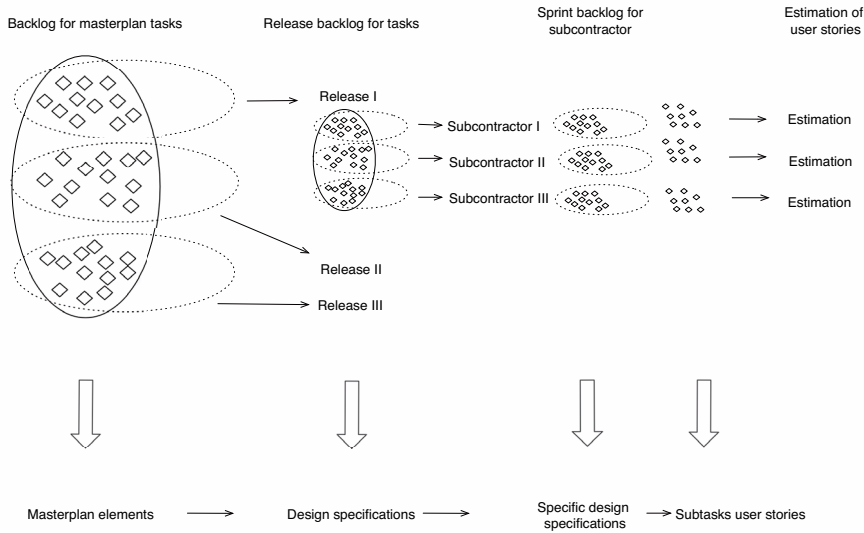 Backlog for masterplan tasks
Release backlog for tasks
Sprint backlog for
subcontractor
Estimation of
user stories
Release I
Subcontractor I
Estimation
Subcontractor II
Estimation
Subcontractor III
Estimation
Release II
Release III
Masterplan elements
Design specifications
Specific design
specifications
Subtasks user stories